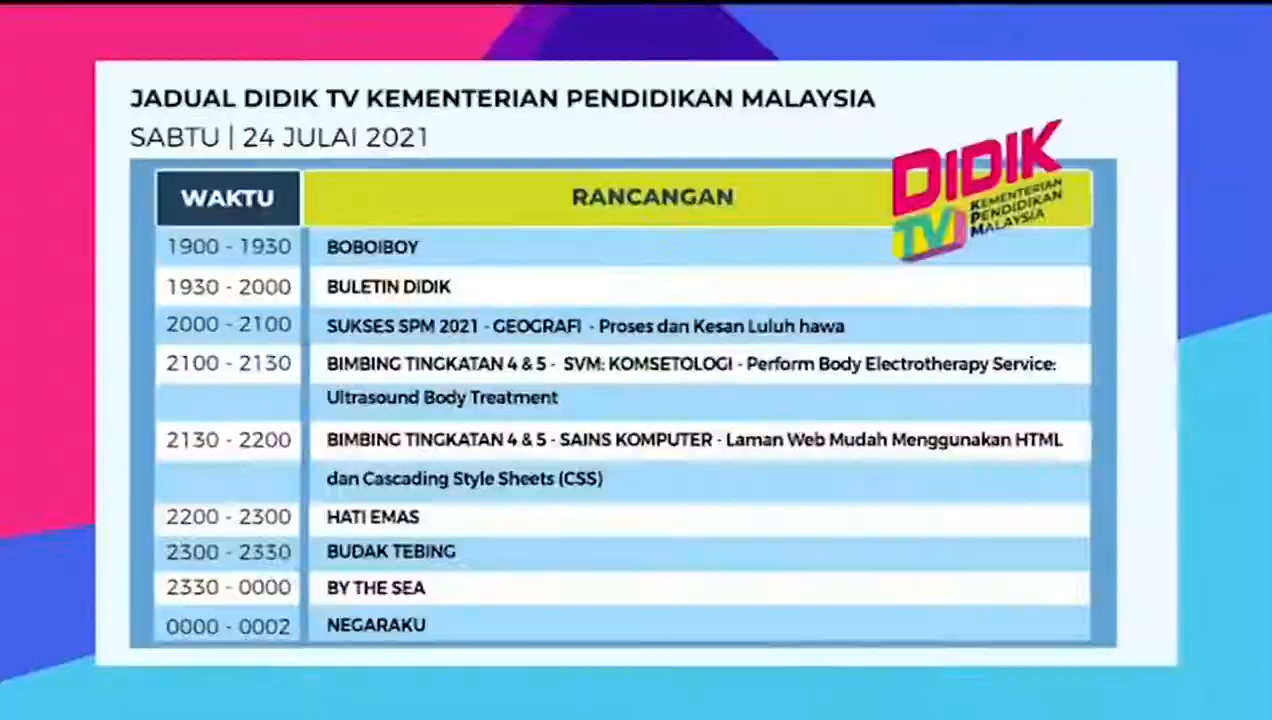 JADUAL DIDIK TV KEMENTERIAN PENDIDIKAN MALAYSIA
SABTU | 24 JULAI 2021
DIDIK
TV
KEMENTERIAN
PENDIDIKAN
MALAYSIA
WAKTU RANCANGAN
1900 - 1930 BOBOIBOY
1930 - 2000 BULETIN DIDIK
2000 - 2100 SUKSES SPM 2021 - GEOGRAFI - Proses dan Kesan Luluh hawa
2100 - 2130 BIMBING TINGKATAN 4 & 5 - SVM: KOMSETOLOGI - Perform Body Electrotherapy Service:
Ultrasound Body Treatment
2130 - 2200 BIMBING TINGKATAN 4 & 5 - SAINS KOMPUTER - Laman Web Mudah Menggunakan HTML
dan Cascading Style Sheets (CSS)
2200 - 2300 HATI EMAS
2300 - 2330 BUDAK TEBING
2330 - 0000 BY THE SEA
0000 - 0002 NEGARAKU